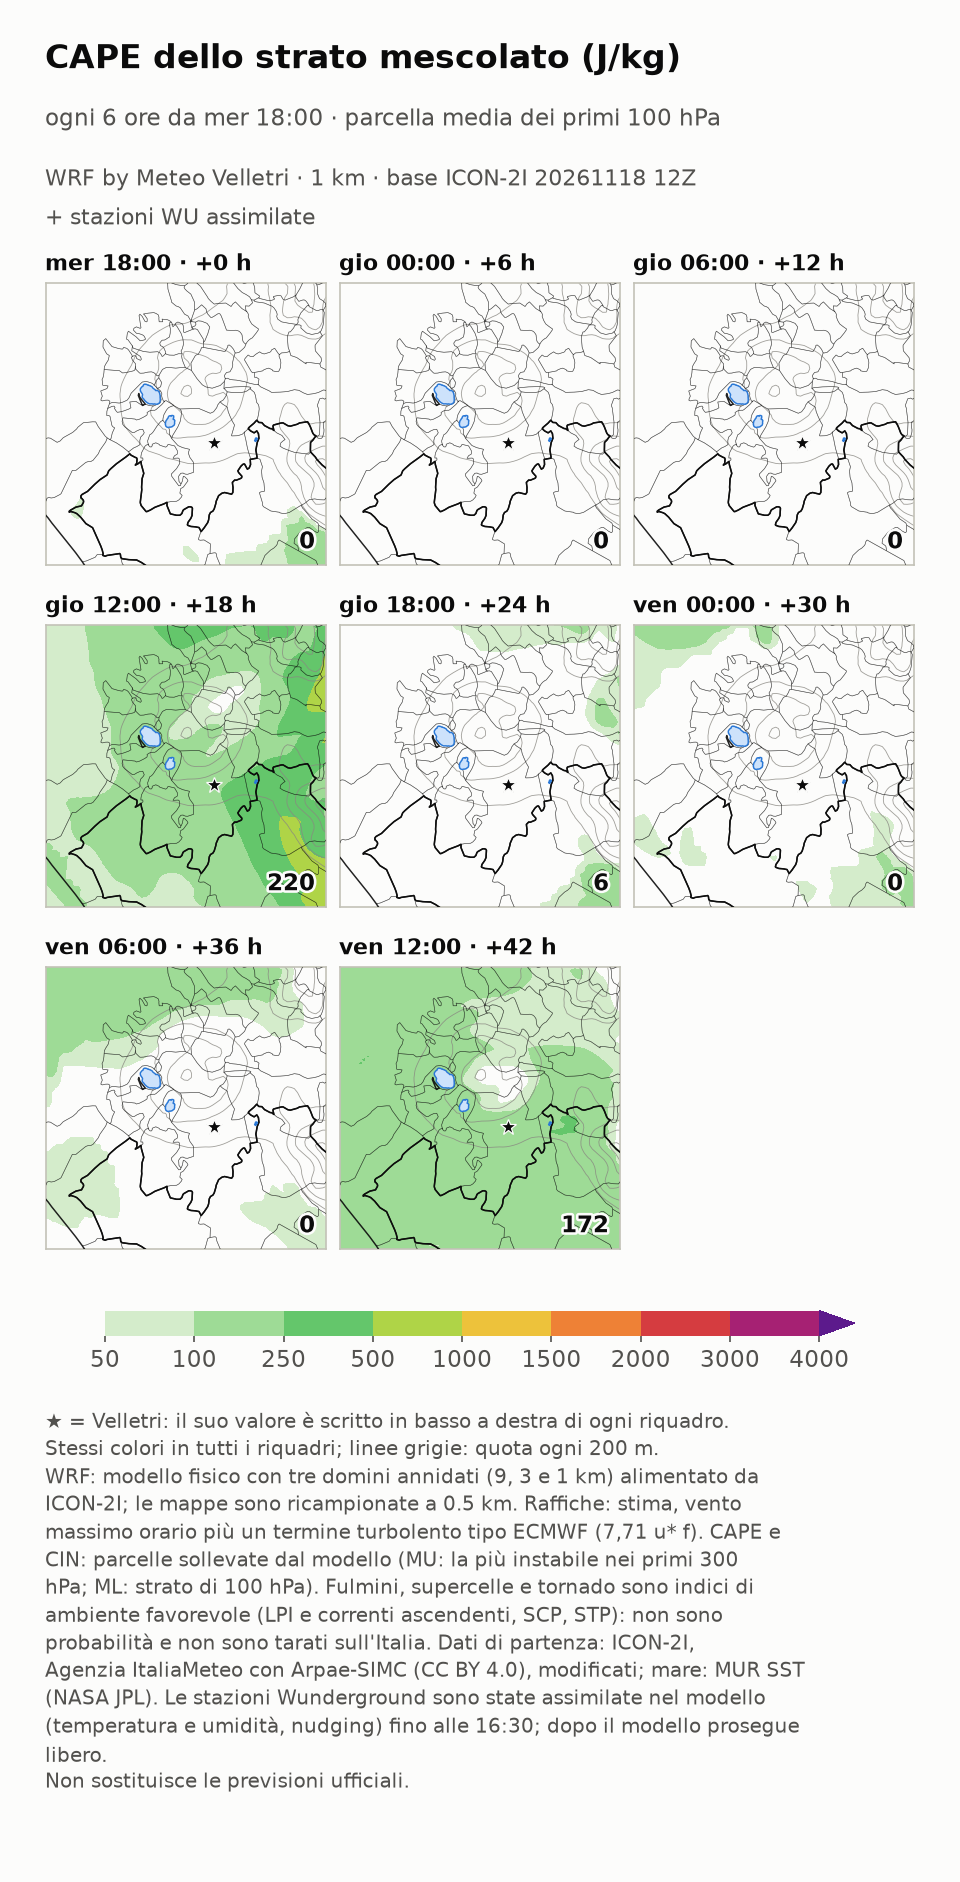 CAPE dello strato mescolato (J/kg)
ogni 6 ore da mer 18:00 · parcella media dei primi 100 hPa
WRF by Meteo Velletri · 1 km · base ICON-2I 20261118 12Z
+ stazioni WU assimilate
mer 18:00 · +0 h
gio 00:00 · +6 h
gio 06:00 · +12 h
0
0
0
gio 12:00 · +18 h
gio 18:00 · +24 h
ven 00:00 · +30 h
220
6
0
ven 06:00 · +36 h
ven 12:00 · +42 h
0
172
50 100 250 500 1000 1500 2000 3000 4000
★ = Velletri: il suo valore è scritto in basso a destra di ogni riquadro.
Stessi colori in tutti i riquadri; linee grigie: quota ogni 200 m.
WRF: modello fisico con tre domini annidati (9, 3 e 1 km) alimentato da
ICON-2I; le mappe sono ricampionate a 0.5 km. Raffiche: stima, vento
massimo orario più un termine turbolento tipo ECMWF (7,71 u* f). CAPE e
CIN: parcelle sollevate dal modello (MU: la più instabile nei primi 300
hPa; ML: strato di 100 hPa). Fulmini, supercelle e tornado sono indici di
ambiente favorevole (LPI e correnti ascendenti, SCP, STP): non sono
probabilità e non sono tarati sull'Italia. Dati di partenza: ICON-2I,
Agenzia ItaliaMeteo con Arpae-SIMC (CC BY 4.0), modificati; mare: MUR SST
(NASA JPL). Le stazioni Wunderground sono state assimilate nel modello
(temperatura e umidità, nudging) fino alle 16:30; dopo il modello prosegue
libero.
Non sostituisce le previsioni ufficiali.